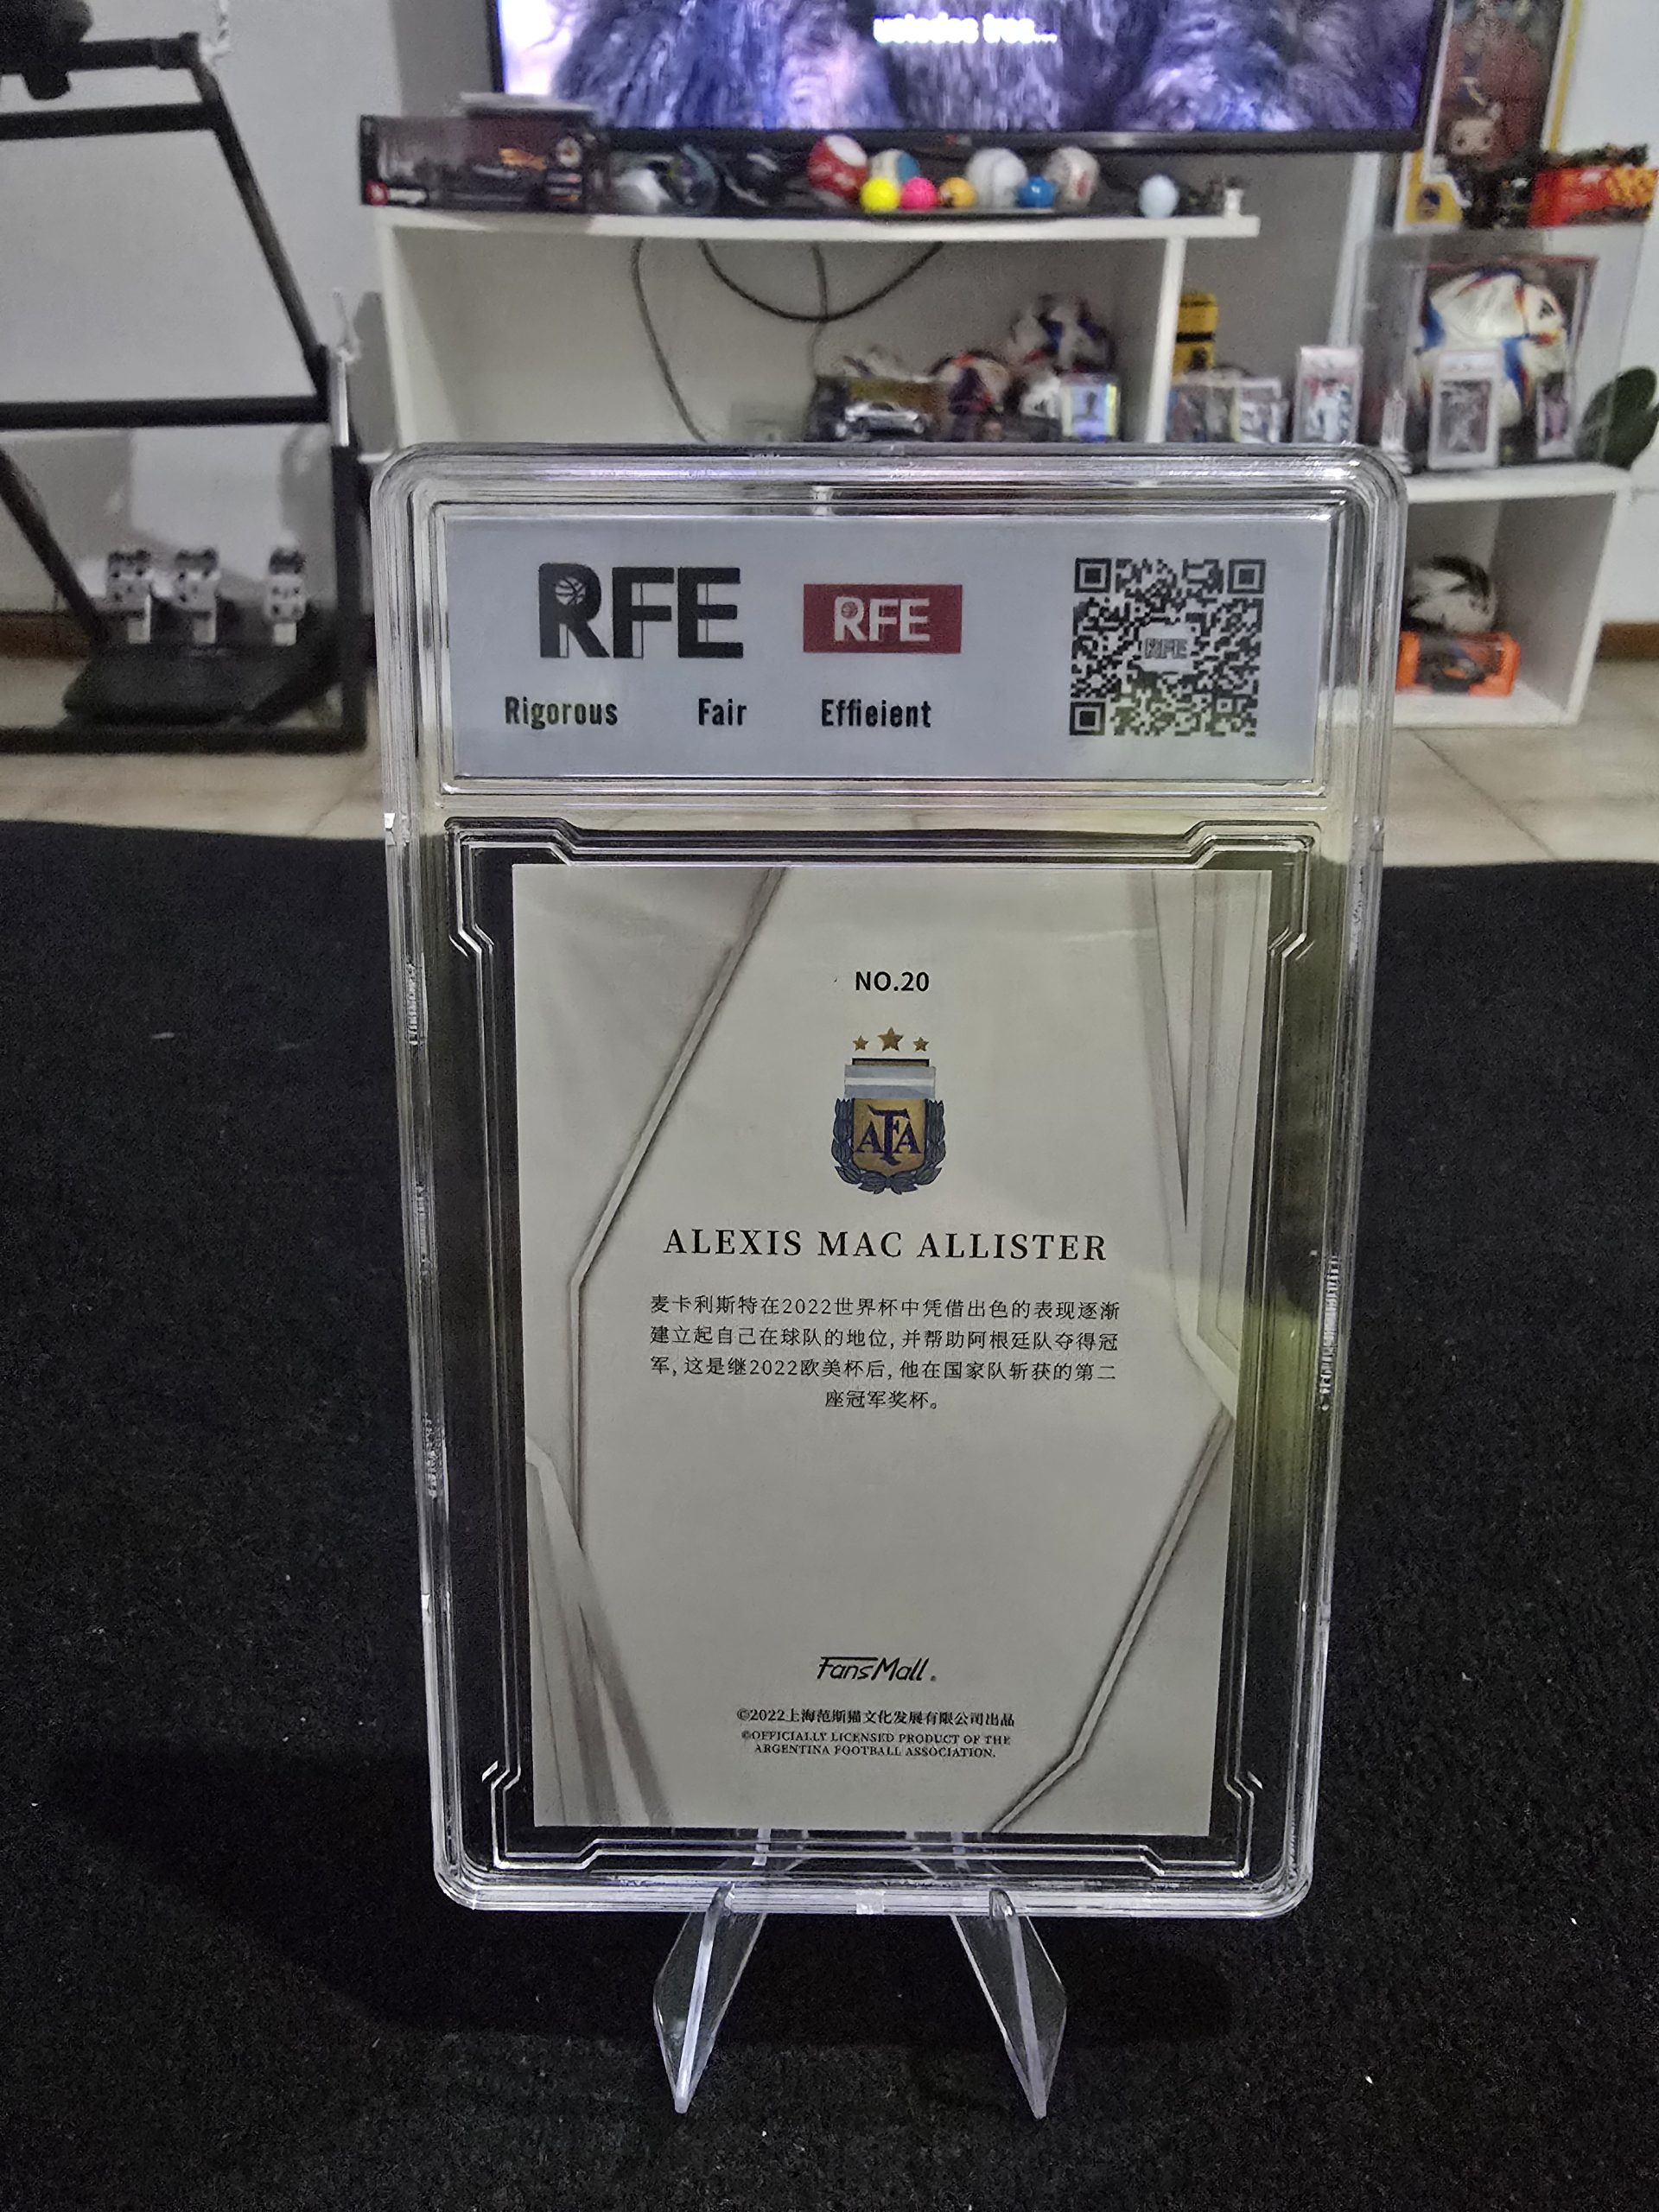 ustedes tres...
RFE
RFE
RFE
Rigorous Fair Effieient
NO.20
AFA
ALEXIS MAC ALLISTER
麦卡利斯特在2022世界杯中凭借出色的表现逐渐
建立起自己在球队的地位, 并帮助阿根廷队夺得冠
军, 这是继2022欧美杯后, 他在国家队斩获的第二
座冠军奖杯。
FansMall
©2022上海范斯猫文化发展有限公司出品
©OFFICIALLY LICENSED PRODUCT OF THE
ARGENTINA FOOTBALL ASSOCIATION.